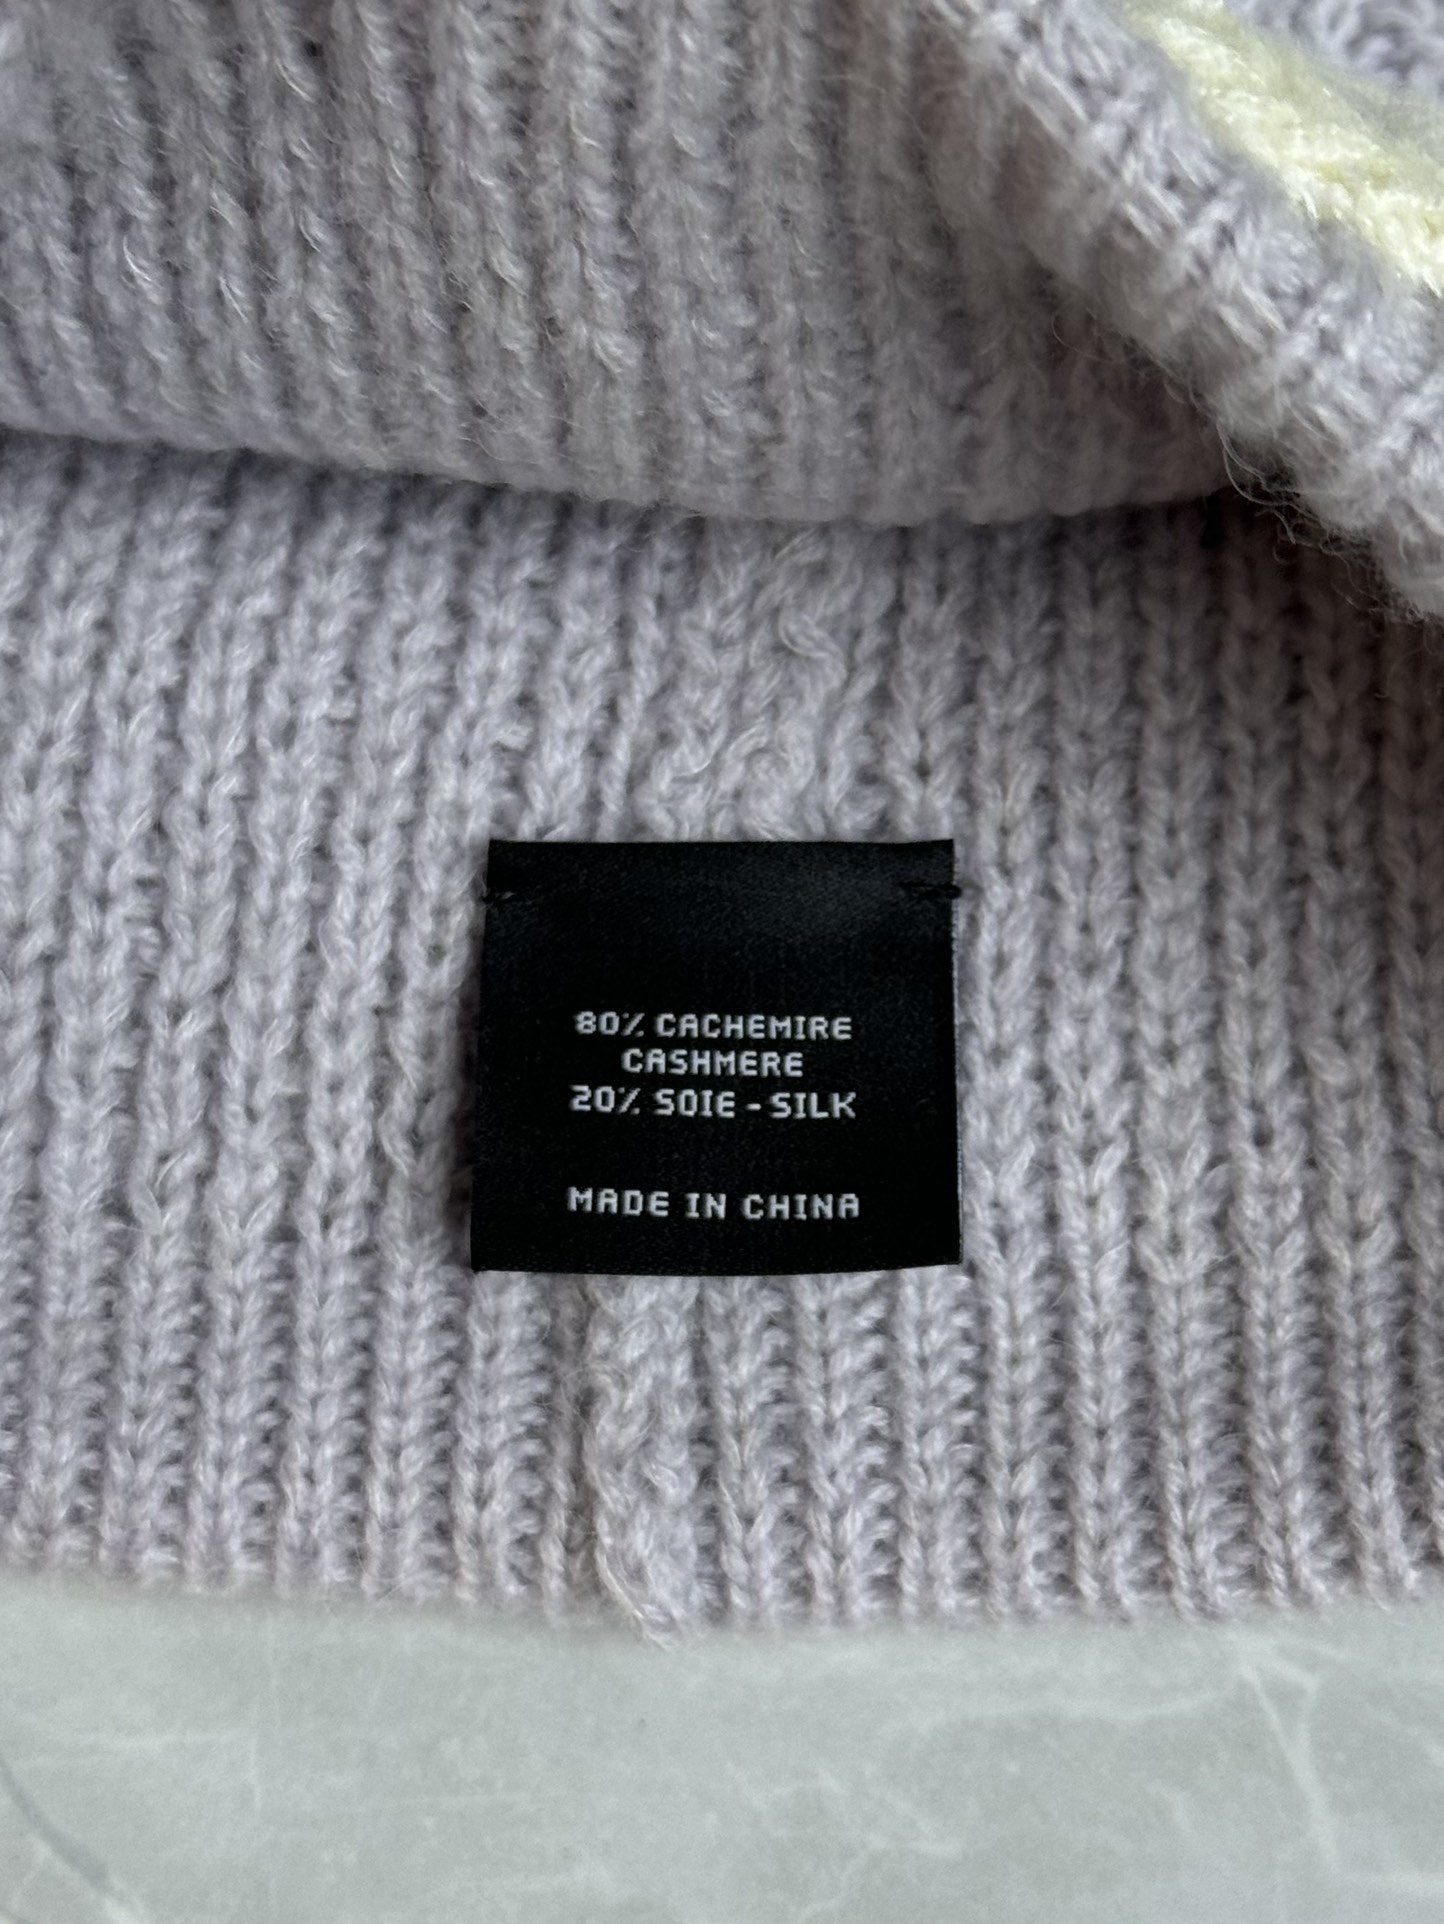 80% CACHEMIRE
CASHMERE
20% SOIE - SILK
MADE IN CHINA